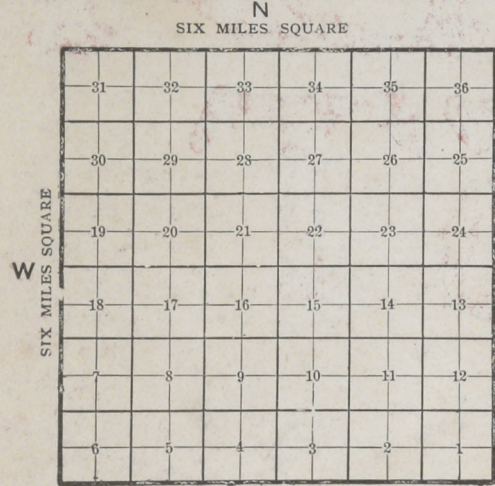 N
SIX MILES SQUARE
31 32 33 34 35 36
30 29 28 27 26 25
19 20 21 22 23 24
W
SIX MILES SQUARE
18 17 16 15 14 13
7 8 9 10 11 12
6 5 4 3 2 1